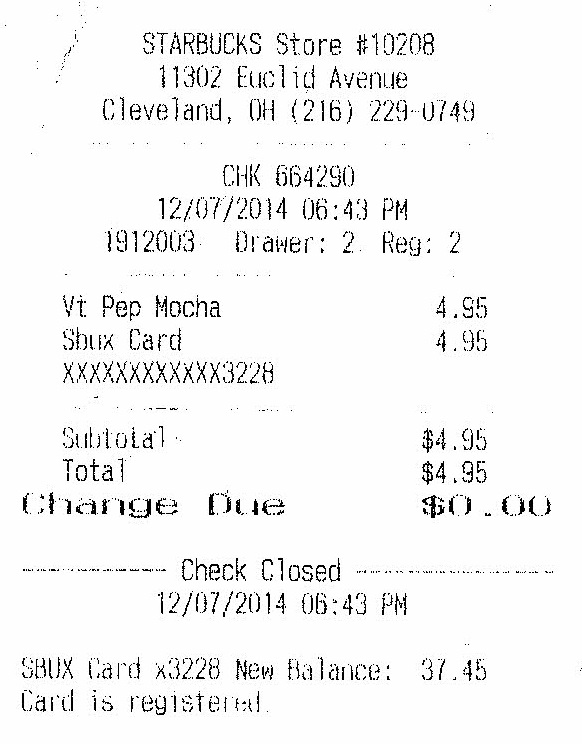 STARBUCKS Store #10208
11302 Euclid Avenue
Cleveland, OH (216) 229-0749
CHK 664290
12/07/2014 06:43 PM
1912003 Drawer: 2 Reg: 2
Vt Pep Mocha 4.95
Sbux Card 4.95
XXXXXXXXXXXX3228
Subtotal $4.95
Total $4.95
Change Due $0.00
Check Closed
12/07/2014 06:43 PM
SBUX Card x3228 New Balance: 37.45
Card is registered.